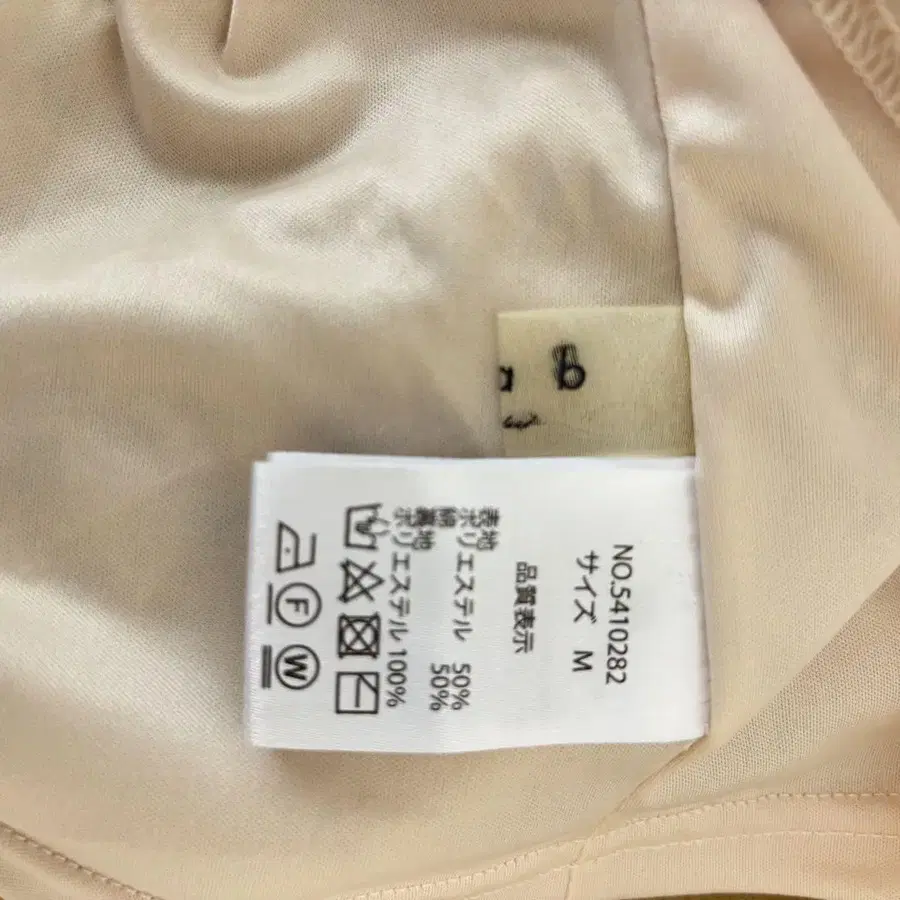 NO.5410282
サイズ M
品質表示
表地
ポリエステル 50%
綿 50%
裏地
ポリエステル 100%
F
W
a b